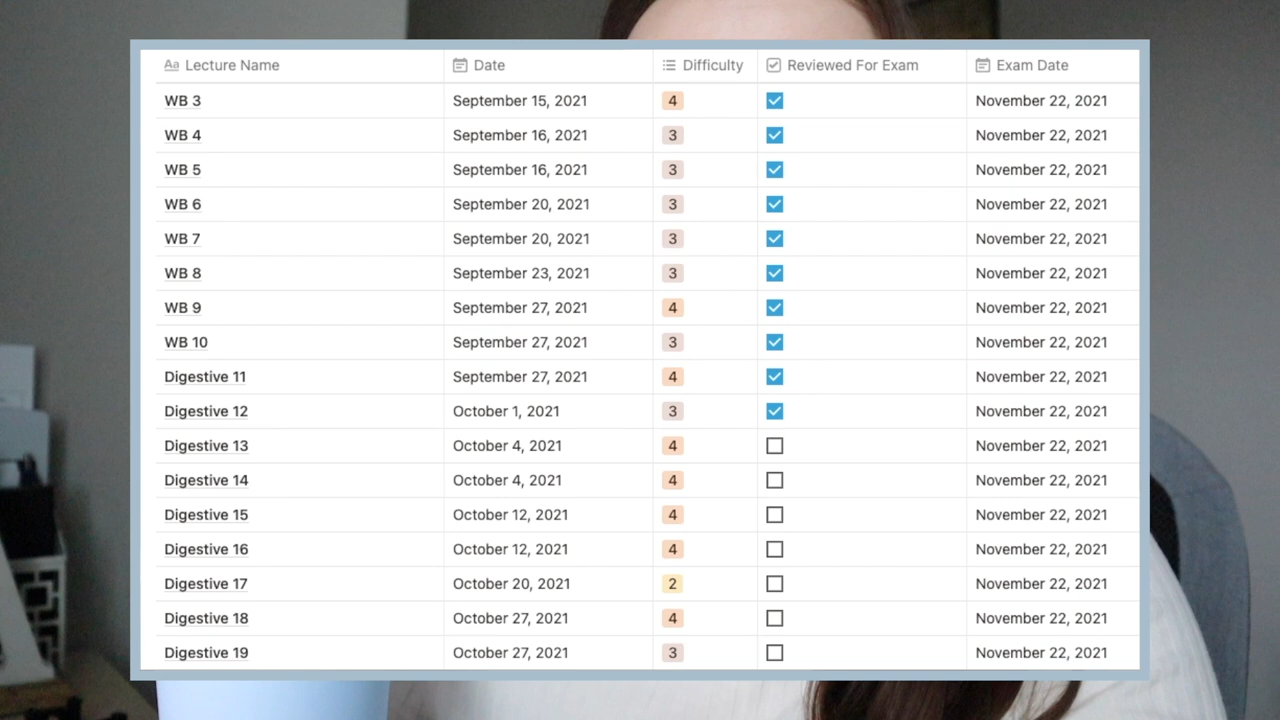 Aa Lecture Name Date Difficulty Reviewed For Exam Exam Date
WB 3 September 15, 2021 4 November 22, 2021
WB 4 September 16, 2021 3 November 22, 2021
WB 5 September 16, 2021 3 November 22, 2021
WB 6 September 20, 2021 3 November 22, 2021
WB 7 September 20, 2021 3 November 22, 2021
WB 8 September 23, 2021 3 November 22, 2021
WB 9 September 27, 2021 4 November 22, 2021
WB 10 September 27, 2021 3 November 22, 2021
Digestive 11 September 27, 2021 4 November 22, 2021
Digestive 12 October 1, 2021 3 November 22, 2021
Digestive 13 October 4, 2021 4 November 22, 2021
Digestive 14 October 4, 2021 4 November 22, 2021
Digestive 15 October 12, 2021 4 November 22, 2021
Digestive 16 October 12, 2021 4 November 22, 2021
Digestive 17 October 20, 2021 2 November 22, 2021
Digestive 18 October 27, 2021 4 November 22, 2021
Digestive 19 October 27, 2021 3 November 22, 2021